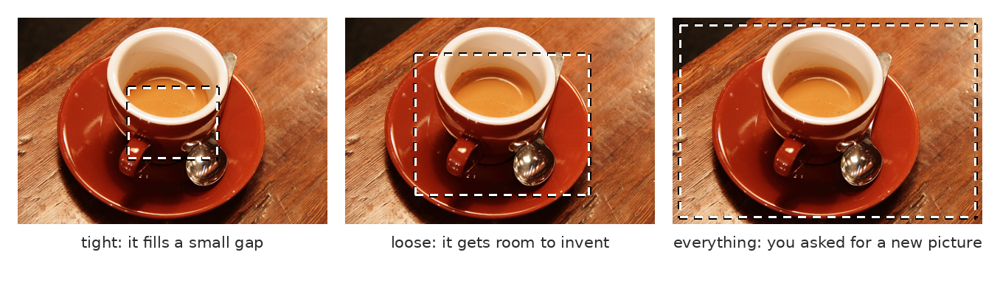 tight: it fills a small gap
loose: it gets room to invent
everything: you asked for a new picture